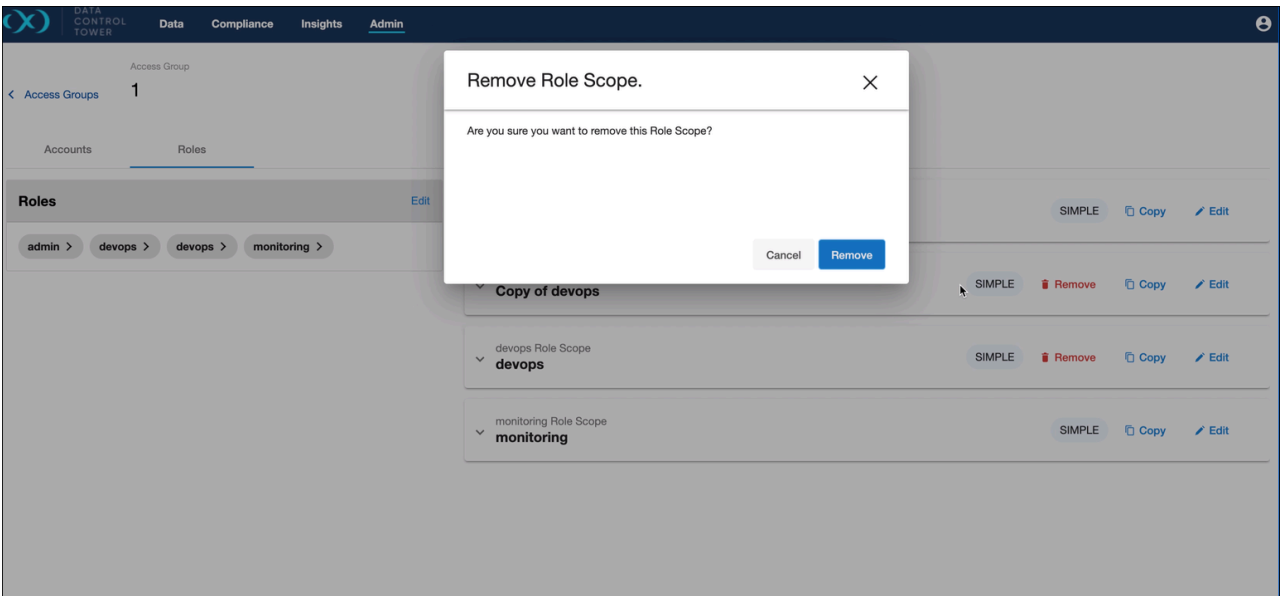 DATA
CONTROL
TOWER
Data Compliance Insights Admin
Access Group
Access Groups 1
Accounts Roles
Roles Edit
admin devops devops monitoring
Remove Role Scope.
Are you sure you want to remove this Role Scope?
Cancel Remove
SIMPLE Copy Edit
Copy of devops SIMPLE Remove Copy Edit
devops Role Scope
devops SIMPLE Remove Copy Edit
monitoring Role Scope
monitoring SIMPLE Copy Edit